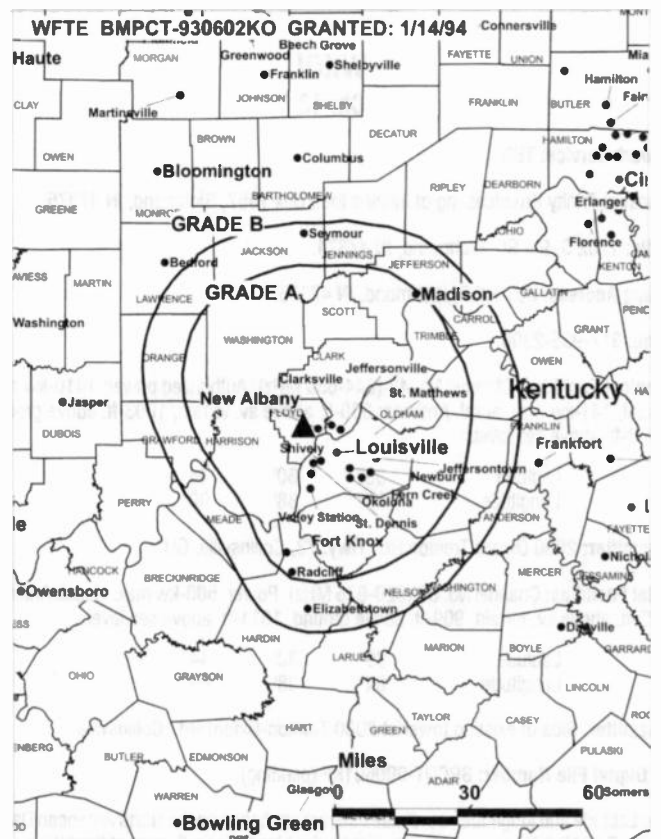 WFTE BMPCT-930602KO GRANTED: 1/14/94
Connersville
Beech Grove
Haute
MORGAN
Greenwood
Shelbyville
FAYETTE
UNION
Franklin
Hamilton
CLAY
JOHNSON
SHELBY
FRANKLIN
BUTLER
Martinsville
DECATUR
BROWN
HAMILTON
OWEN
Columbus
Bloomington
RIPLEY
DEARBORN
BARTHOLOMEW
Erlanger
GREENE
MONROE
GRADE B
Seymour
OHIO
Florence
JACKSON
JENNINGS
KENTON
Bedford
JEFFERSON
MARTIN
GRADE A
Madison
GALLATIN
LAWRENCE
SCOTT
CARROLL
Washington
WASHINGTON
TRIMBLE
GRANT
ORANGE
CLARK
OWEN
Clarksville
Jeffersonville
St. Matthews
Kentucky
Jasper
New Albany
OLDHAM
FLOYD
FRANKLIN
DUBOIS
CRAWFORD
HARRISON
Shively
Louisville
Frankfort
Jeffersontown
Newburg
PERRY
Okolona
Fern Creek
MEADE
Valley Station
St. Dennis
ANDERSON
FAYETTE
Fort Knox
HANCOCK
MERCER
BRECKINRIDGE
Radcliff
NELSON
WASHINGTON
Owensboro
Elizabethtown
HARDIN
MARION
BOYLE
LARUE
OHIO
GRAYSON
LINCOLN
TAYLOR
CASEY
HART
GREEN
PULASKI
BUTLER
EDMONSON
Miles
ADAIR
WARREN
0
30
60
Bowling Green